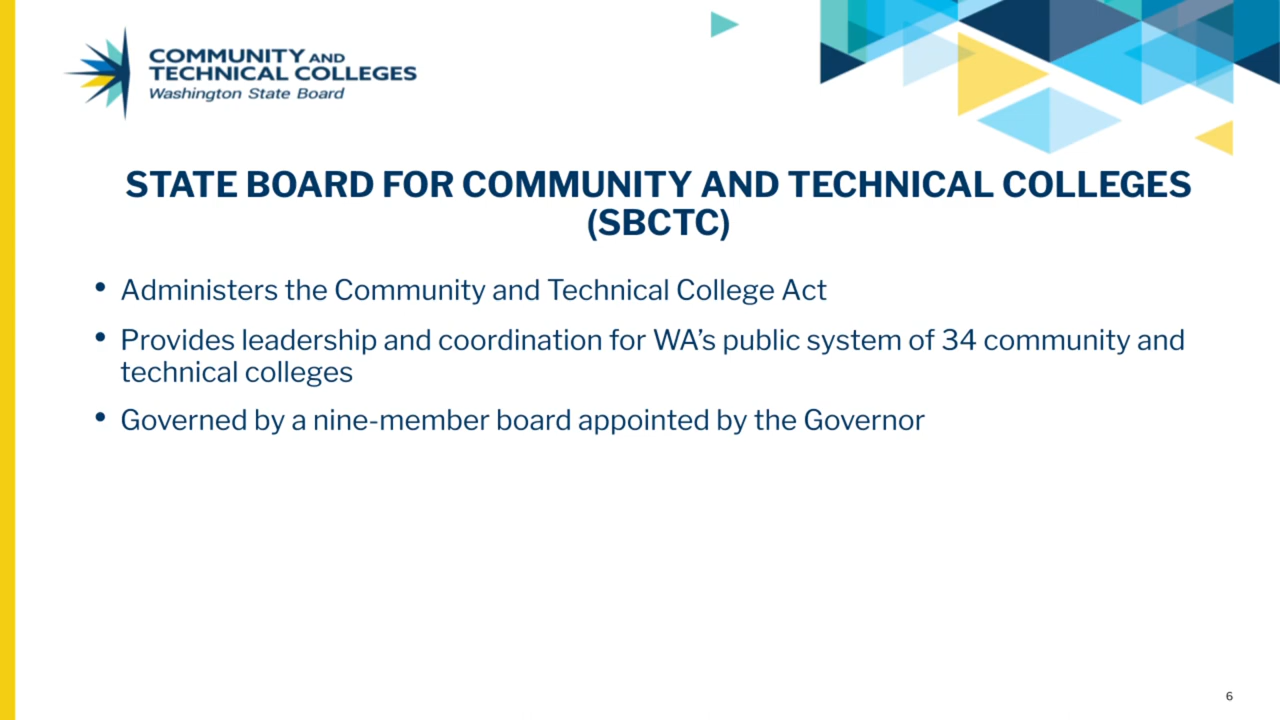 COMMUNITY AND
TECHNICAL COLLEGES
Washington State Board
STATE BOARD FOR COMMUNITY AND TECHNICAL COLLEGES
(SBCTC)
• Administers the Community and Technical College Act
• Provides leadership and coordination for WA’s public system of 34 community and
technical colleges
• Governed by a nine-member board appointed by the Governor
6